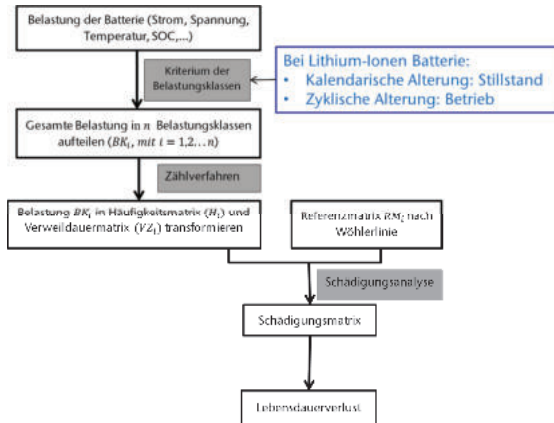 Belastung der Batterie (Strom, Spannung,
Temperatur, SOC,...)
Kriterium der
Belastungsklassen
Bei Lithium-Ionen Batterie:
• Kalendarische Alterung: Stillstand
• Zyklische Alterung: Betrieb
Gesamte Belastung in n Belastungsklassen
aufteilen (BKᵢ, mit i = 1,2…n)
Zählverfahren
Belastung BKᵢ in Häufigkeitsmatrix (Hᵢ) und
Verweildauermatrix (VZᵢ) transformieren
Referenzmatrix RMᵢ nach
Wöhlerlinie
Schädigungsanalyse
Schädigungsmatrix
Lebensdauerverlust